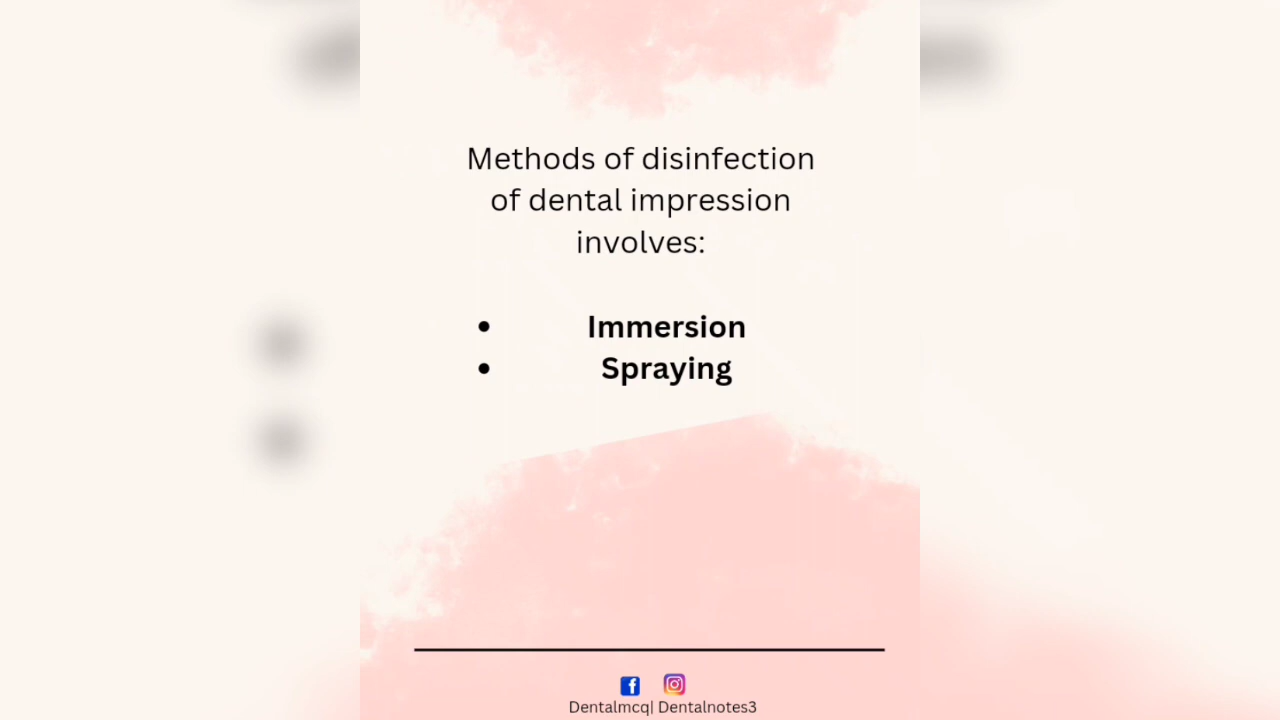 Methods of disinfection
of dental impression
involves:
• Immersion
• Spraying
Dentalmcq| Dentalnotes3